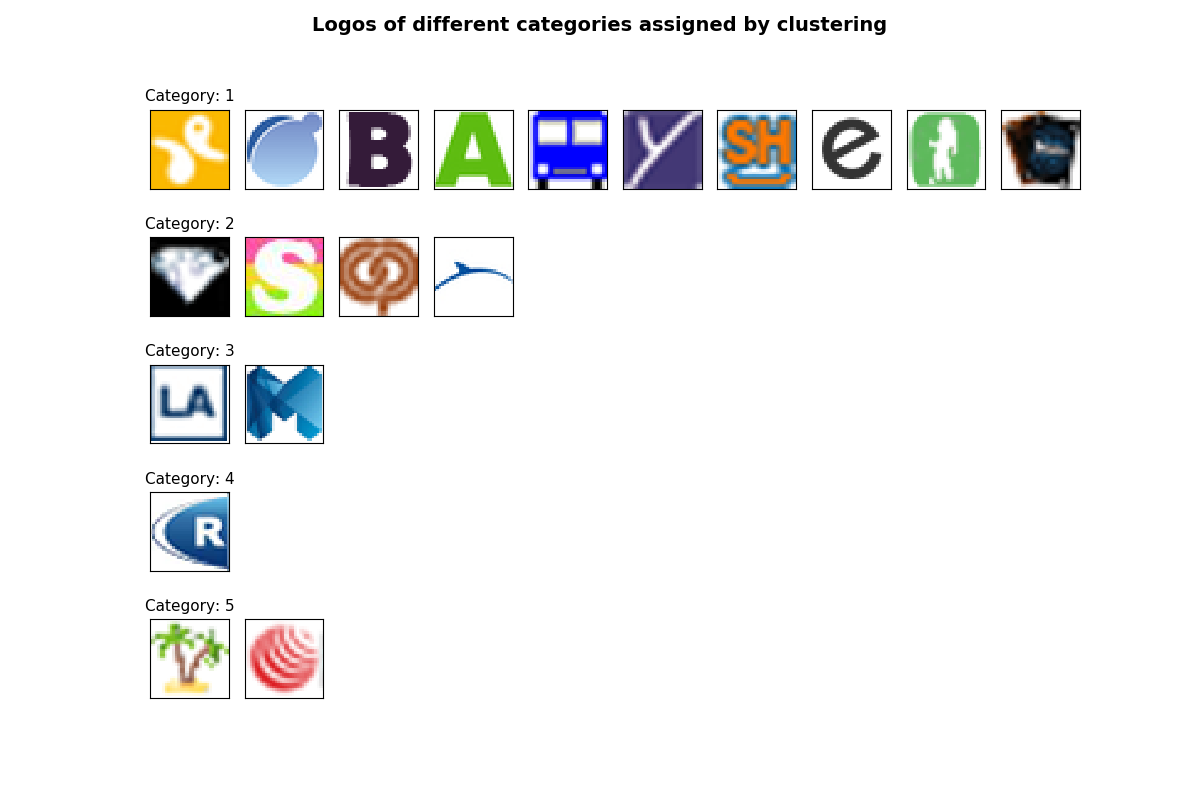 Logos of different categories assigned by clustering
Category: 1
B A Y SH e
Category: 2
S
Category: 3
LA M
Category: 4
R
Category: 5